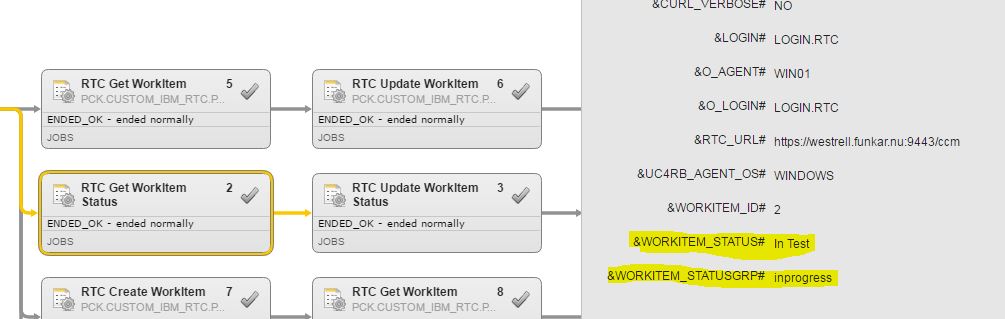 &CURL_VERBOSE# NO
&LOGIN# LOGIN.RTC
&O_AGENT# WIN01
&O_LOGIN# LOGIN.RTC
&RTC_URL# https://westrell.funkar.nu:9443/ccm
&UC4RB_AGENT_OS# WINDOWS
&WORKITEM_ID# 2
&WORKITEM_STATUS# In Test
&WORKITEM_STATUSGRP# inprogress
RTC Get WorkItem 5
PCK.CUSTOM_IBM_RTC.P...
ENDED_OK - ended normally
JOBS
RTC Update WorkItem 6
PCK.CUSTOM_IBM_RTC.P...
ENDED_OK - ended normally
JOBS
RTC Get WorkItem 2
Status
ENDED_OK - ended normally
JOBS
RTC Update WorkItem 3
Status
ENDED_OK - ended normally
JOBS
RTC Create WorkItem 7
PCK.CUSTOM_IBM_RTC.P...
RTC Get WorkItem 8
PCK.CUSTOM_IBM_RTC.P...